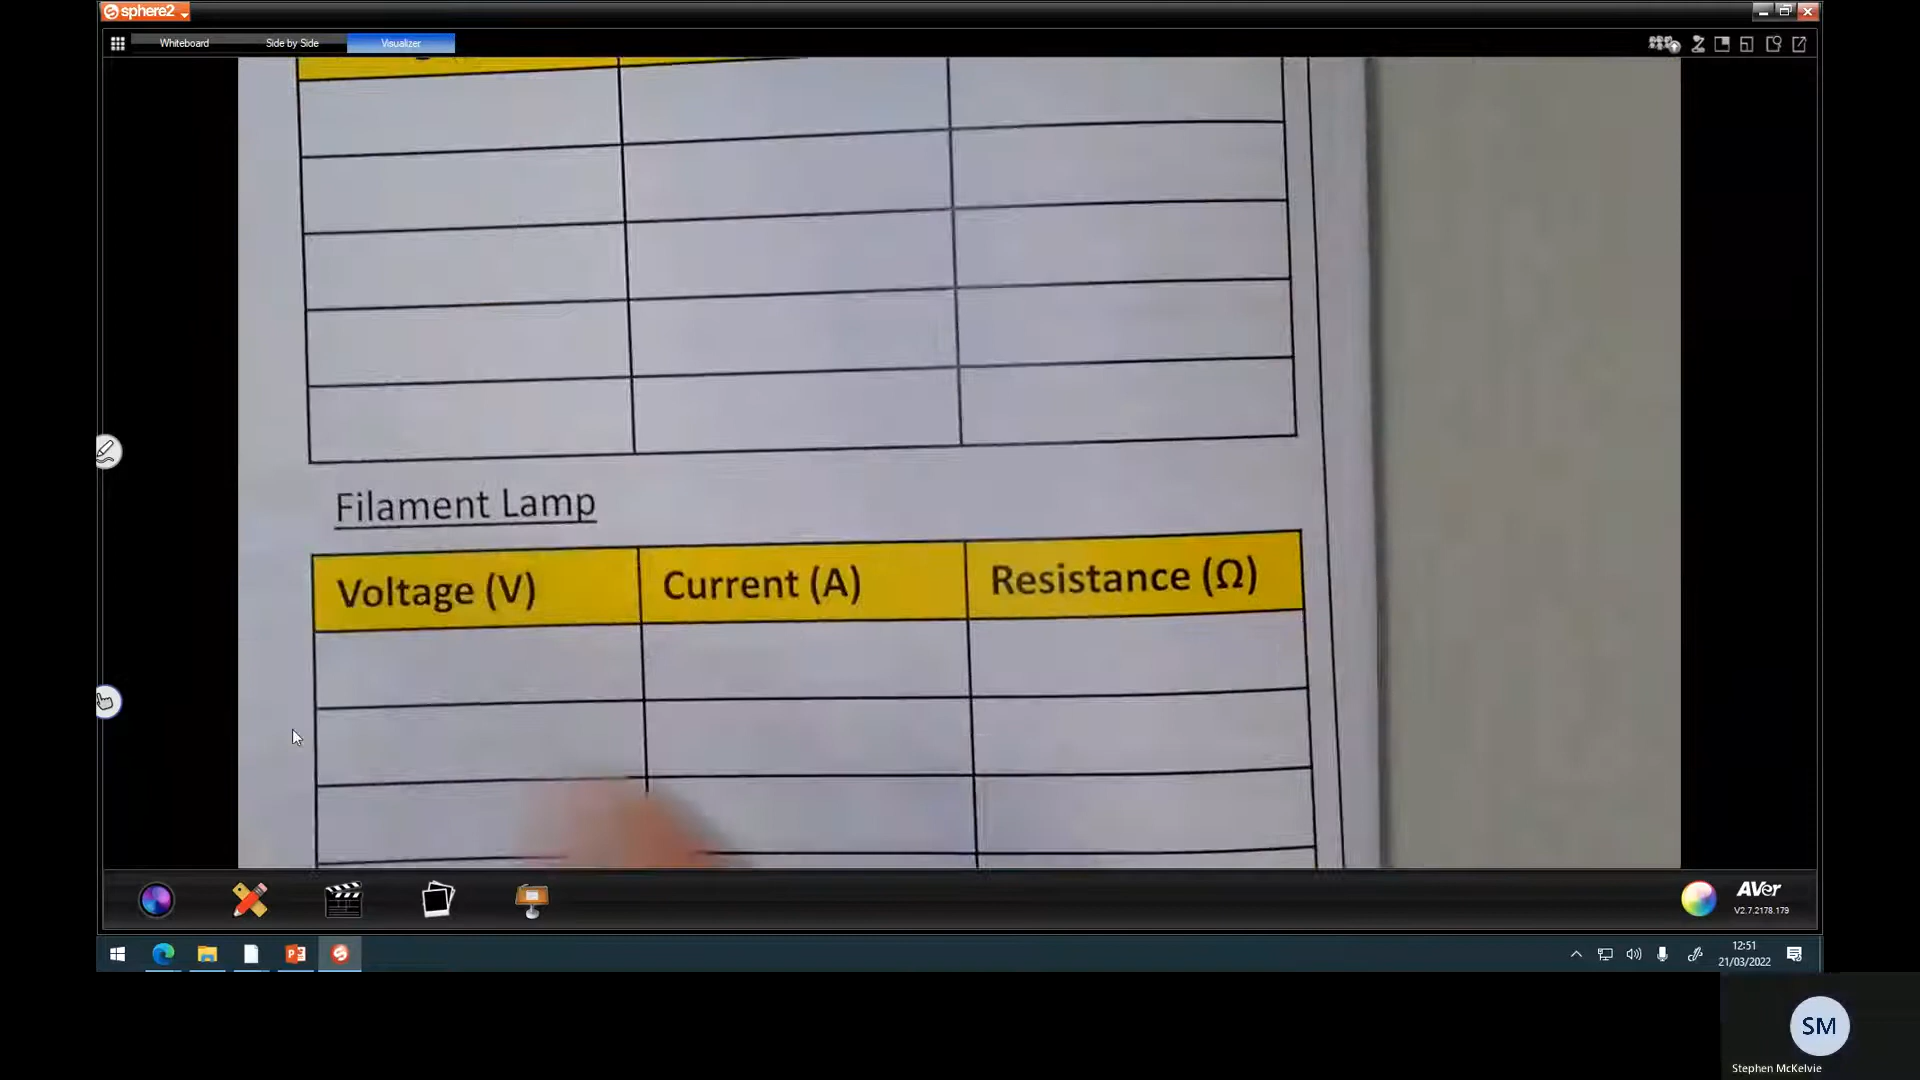 sphere2
Whiteboard
Side by Side
Visualizer
Filament Lamp
Voltage (V)
Current (A)
Resistance (Ω)
AVer
V2.7.2178.179
12:51
21/03/2022
SM
Stephen McKelvie